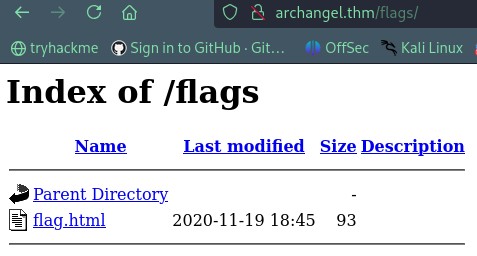 archangel.thm/flags/
tryhackme Sign in to GitHub · Git… OffSec Kali Linux
Index of /flags
Name Last modified Size Description
Parent Directory -
flag.html 2020-11-19 18:45 93